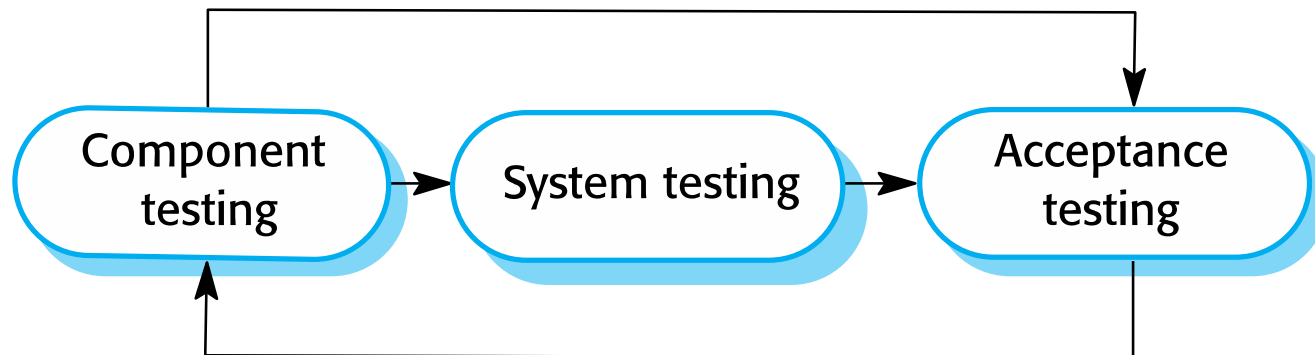 Component
testing
System testing
Acceptance
testing